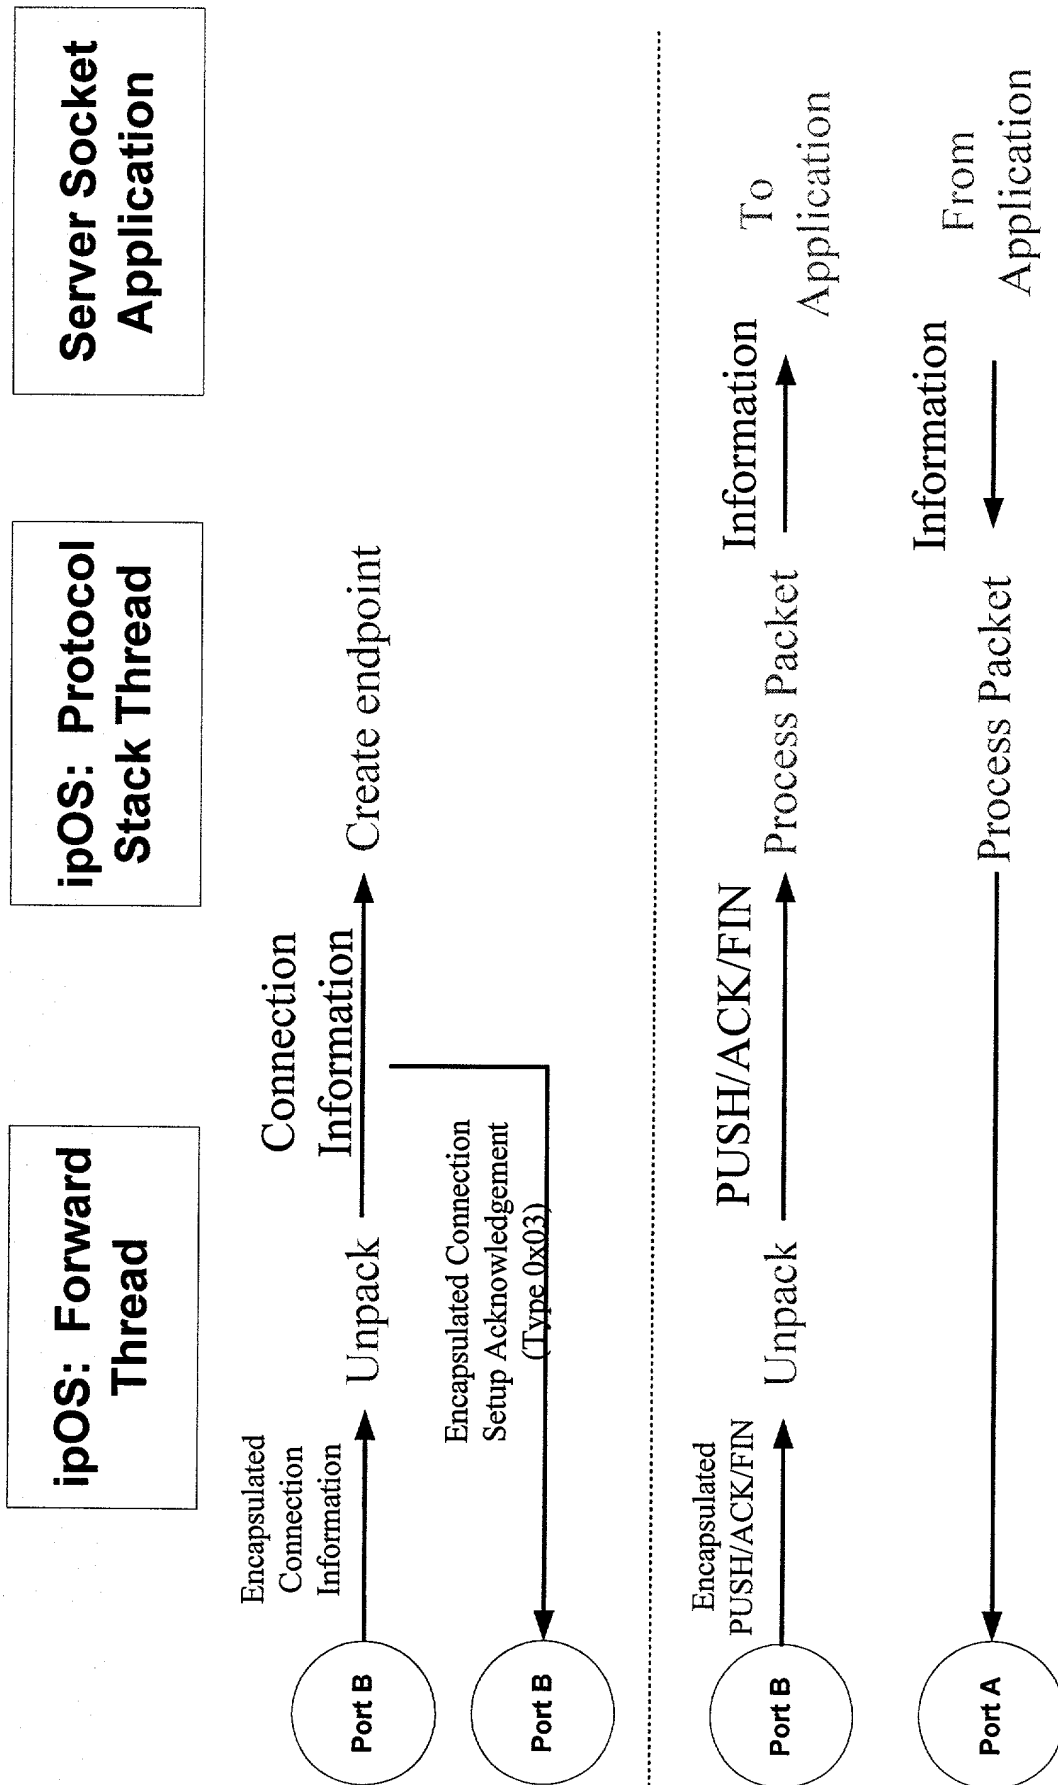 ipOS: Forward
Thread
ipOS: Protocol
Stack Thread
Server Socket
Application
Port B
Encapsulated
Connection
Information
Unpack
Connection
Information
Create endpoint
Port B
Encapsulated Connection
Setup Acknowledgement
(Type 0x03)
Port B
Encapsulated
PUSH/ACK/FIN
Unpack
PUSH/ACK/FIN
Process Packet
Information
To
Application
Port A
Process Packet
Information
From
Application